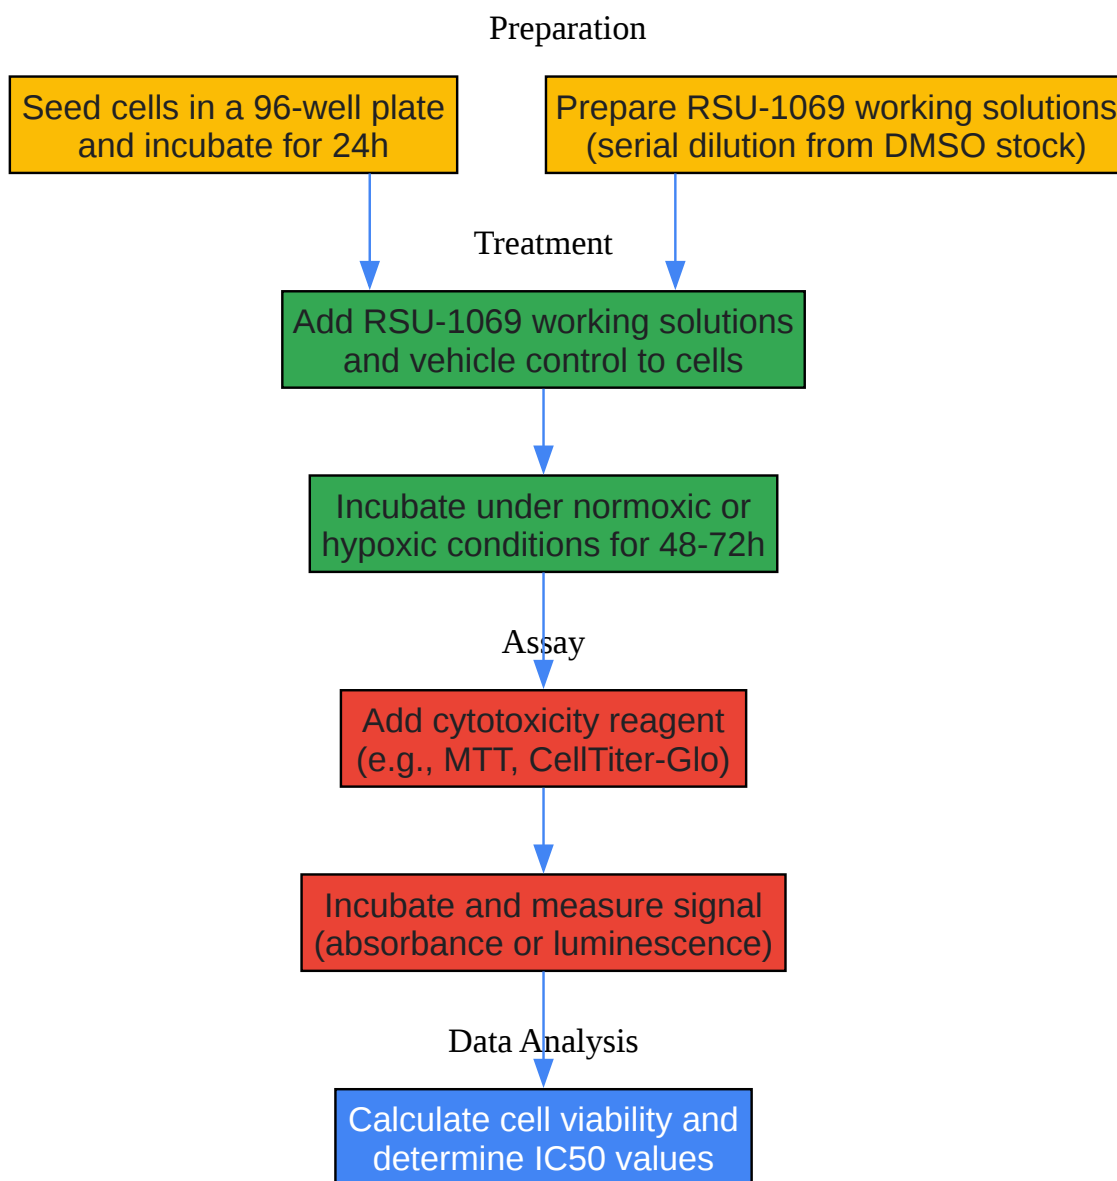 Preparation
Seed cells in a 96-well plate
and incubate for 24h
Prepare RSU-1069 working solutions
(serial dilution from DMSO stock)
Treatment
Add RSU-1069 working solutions
and vehicle control to cells
Incubate under normoxic or
hypoxic conditions for 48-72h
Assay
Add cytotoxicity reagent
(e.g., MTT, CellTiter-Glo)
Incubate and measure signal
(absorbance or luminescence)
Data Analysis
Calculate cell viability and
determine IC50 values